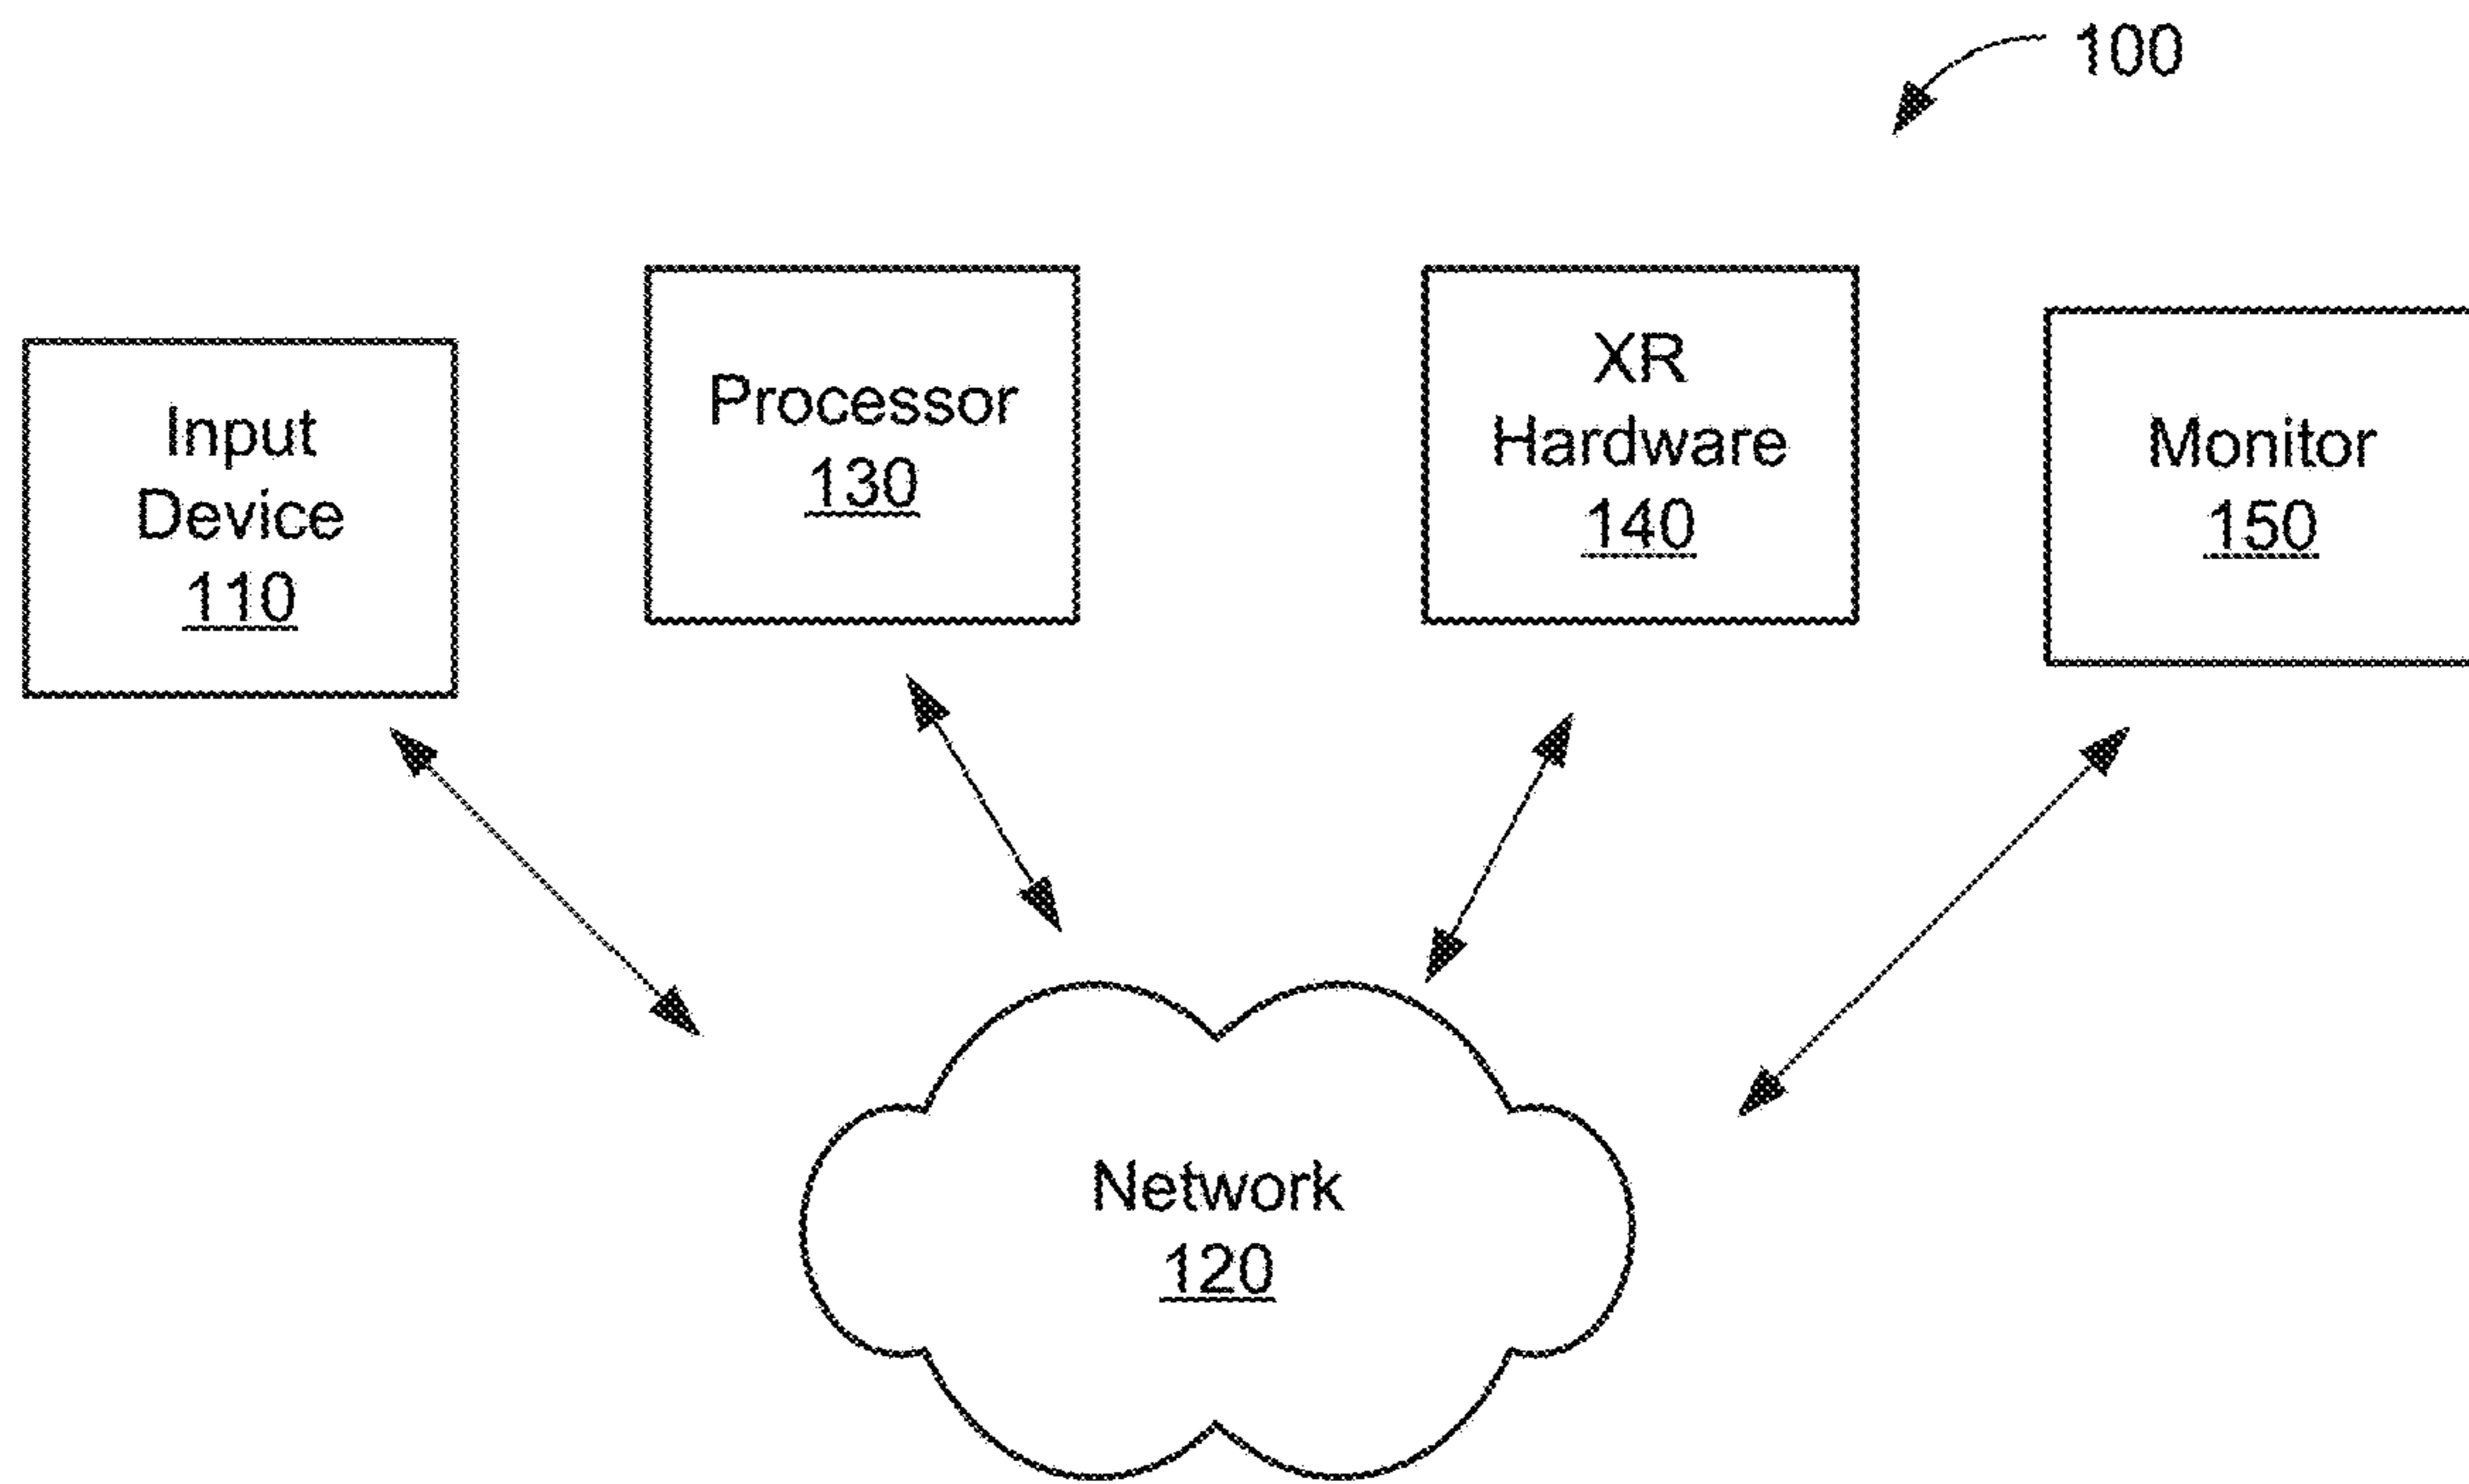 100
Input
Device
110
Processor
130
XR
Hardware
140
Monitor
150
Network
120